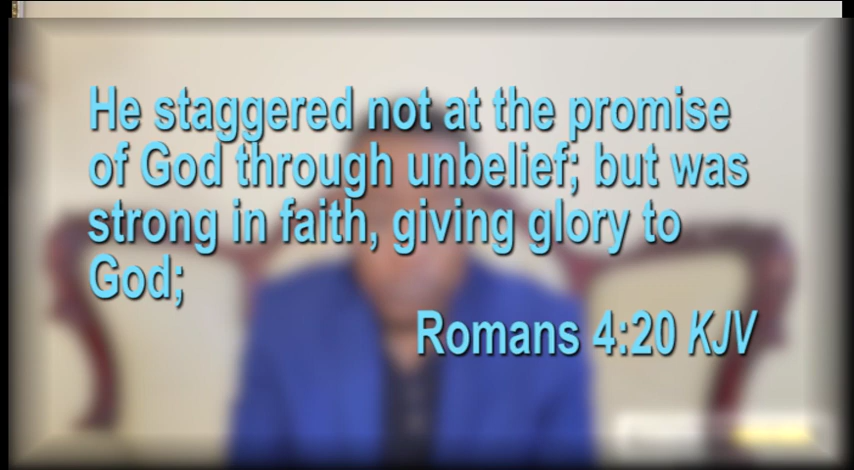 He staggered not at the promise
of God through unbelief; but was
strong in faith, giving glory to
God;
Romans 4:20 KJV